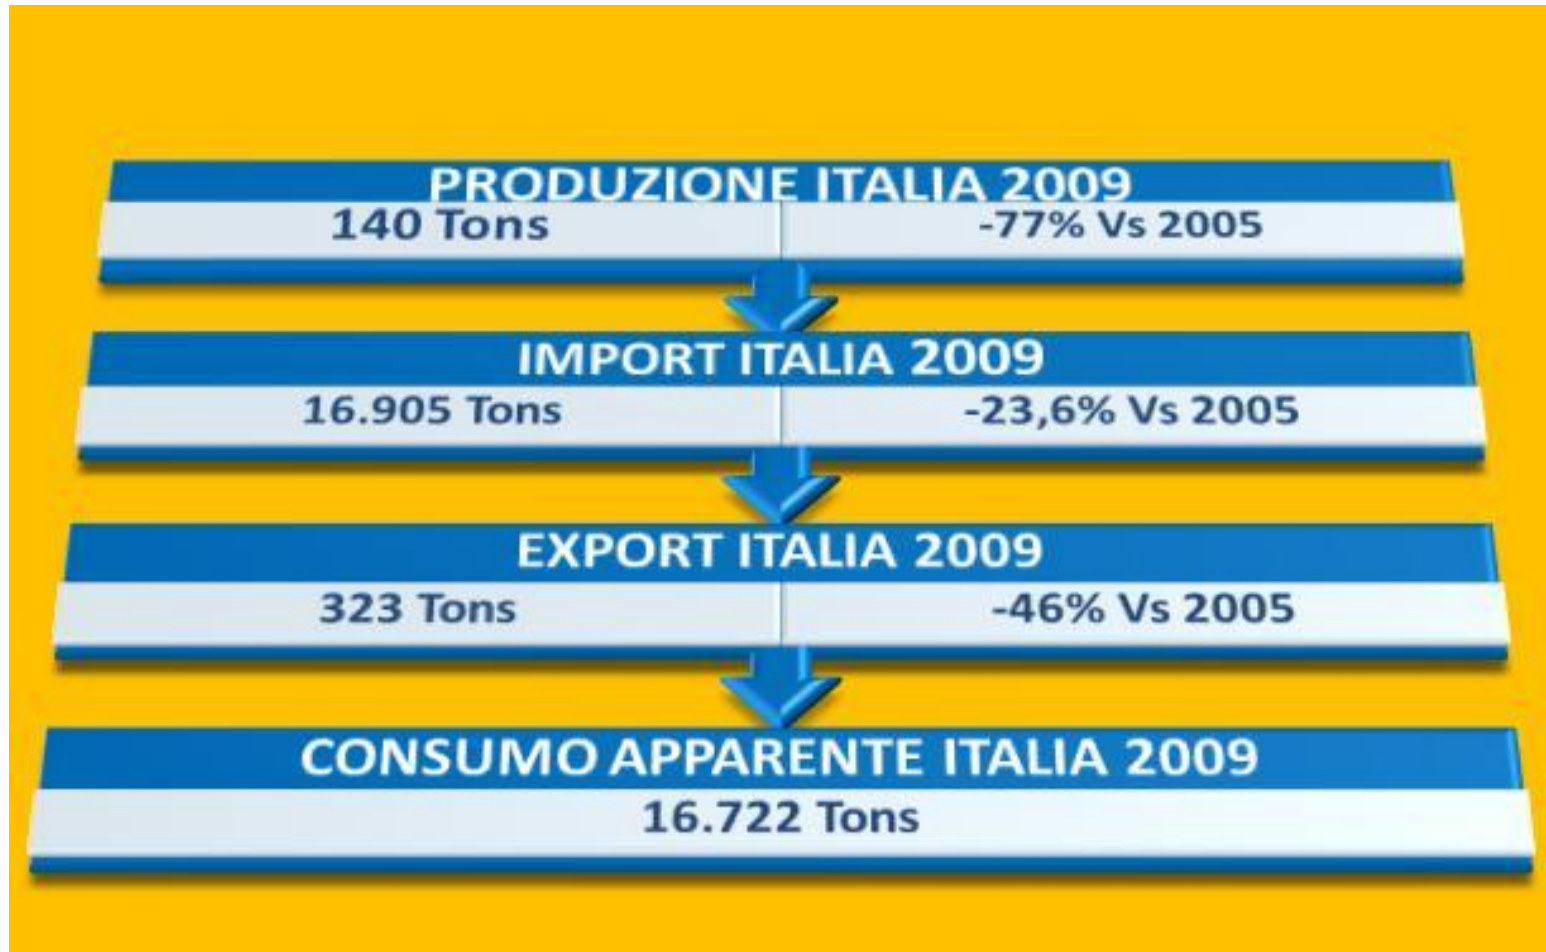 PRODUZIONE ITALIA 2009
140 Tons -77% Vs 2005
IMPORT ITALIA 2009
16.905 Tons -23,6% Vs 2005
EXPORT ITALIA 2009
323 Tons -46% Vs 2005
CONSUMO APPARENTE ITALIA 2009
16.722 Tons